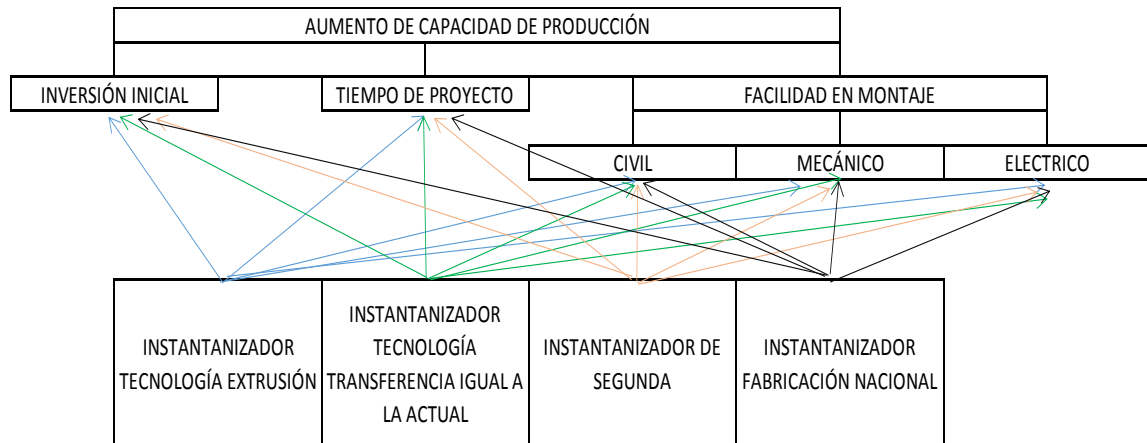 AUMENTO DE CAPACIDAD DE PRODUCCIÓN
INVERSIÓN INICIAL
TIEMPO DE PROYECTO
FACILIDAD EN MONTAJE
CIVIL
MECÁNICO
ELECTRICO
INSTANTANIZADOR
TECNOLOGÍA EXTRUSIÓN
INSTANTANIZADOR
TECNOLOGÍA
TRANSFERENCIA IGUAL A
LA ACTUAL
INSTANTANIZADOR DE
SEGUNDA
INSTANTANIZADOR
FABRICACIÓN NACIONAL